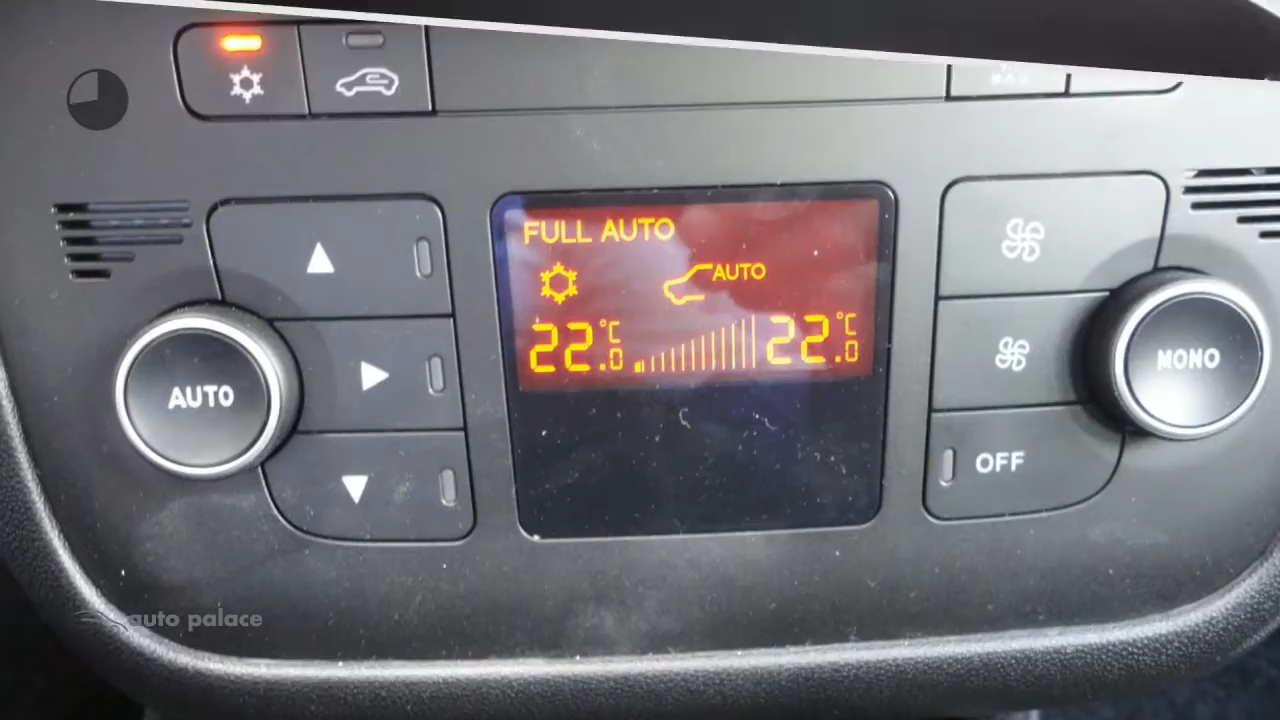 FULL AUTO
AUTO
22.0°C
22.0°C
AUTO
MONO
OFF
auto palace